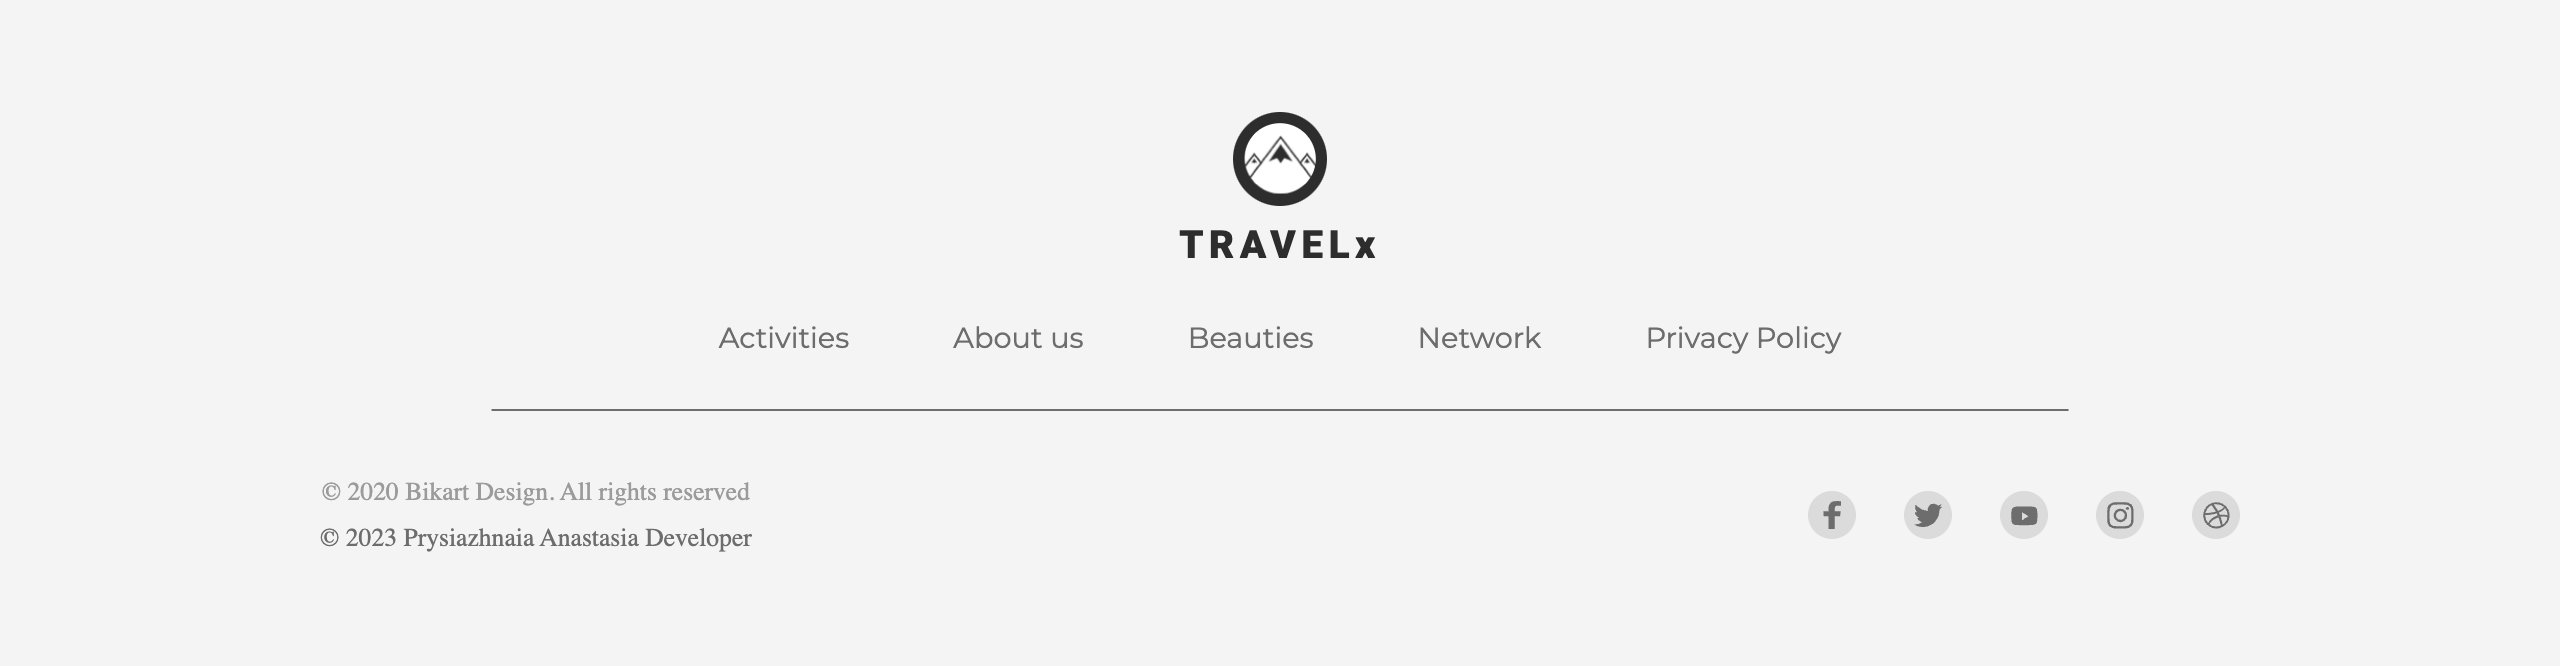 TRAVELx
Activities About us Beauties Network Privacy Policy
© 2020 Bikart Design. All rights reserved
© 2023 Prysiazhnaia Anastasia Developer